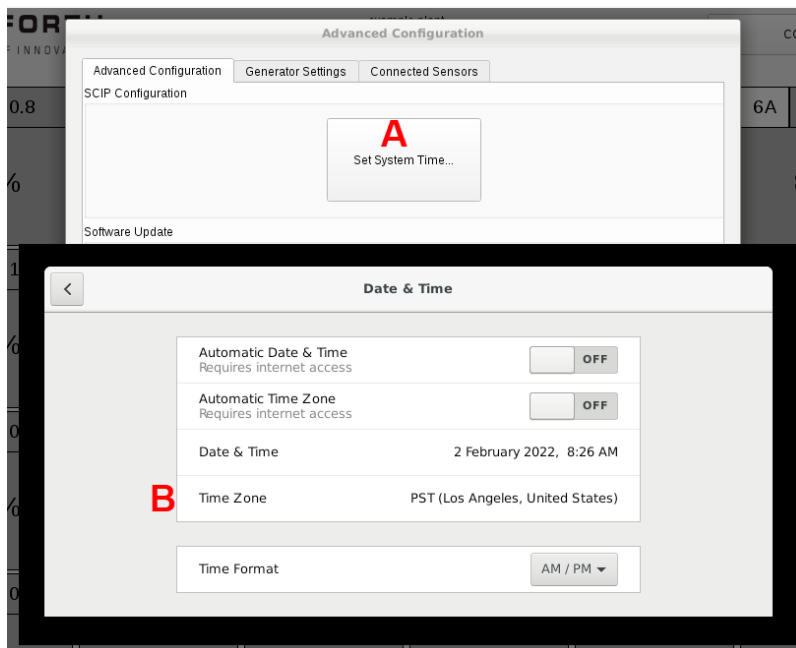 FORTH
Advanced Configuration
Advanced Configuration Generator Settings Connected Sensors
SCIP Configuration
0.8
6A
A
Set System Time...
%
Software Update
1
Date & Time
Automatic Date & Time
Requires internet access
OFF
Automatic Time Zone
Requires internet access
OFF
Date & Time
2 February 2022, 8:26 AM
B
Time Zone
PST (Los Angeles, United States)
Time Format
AM / PM